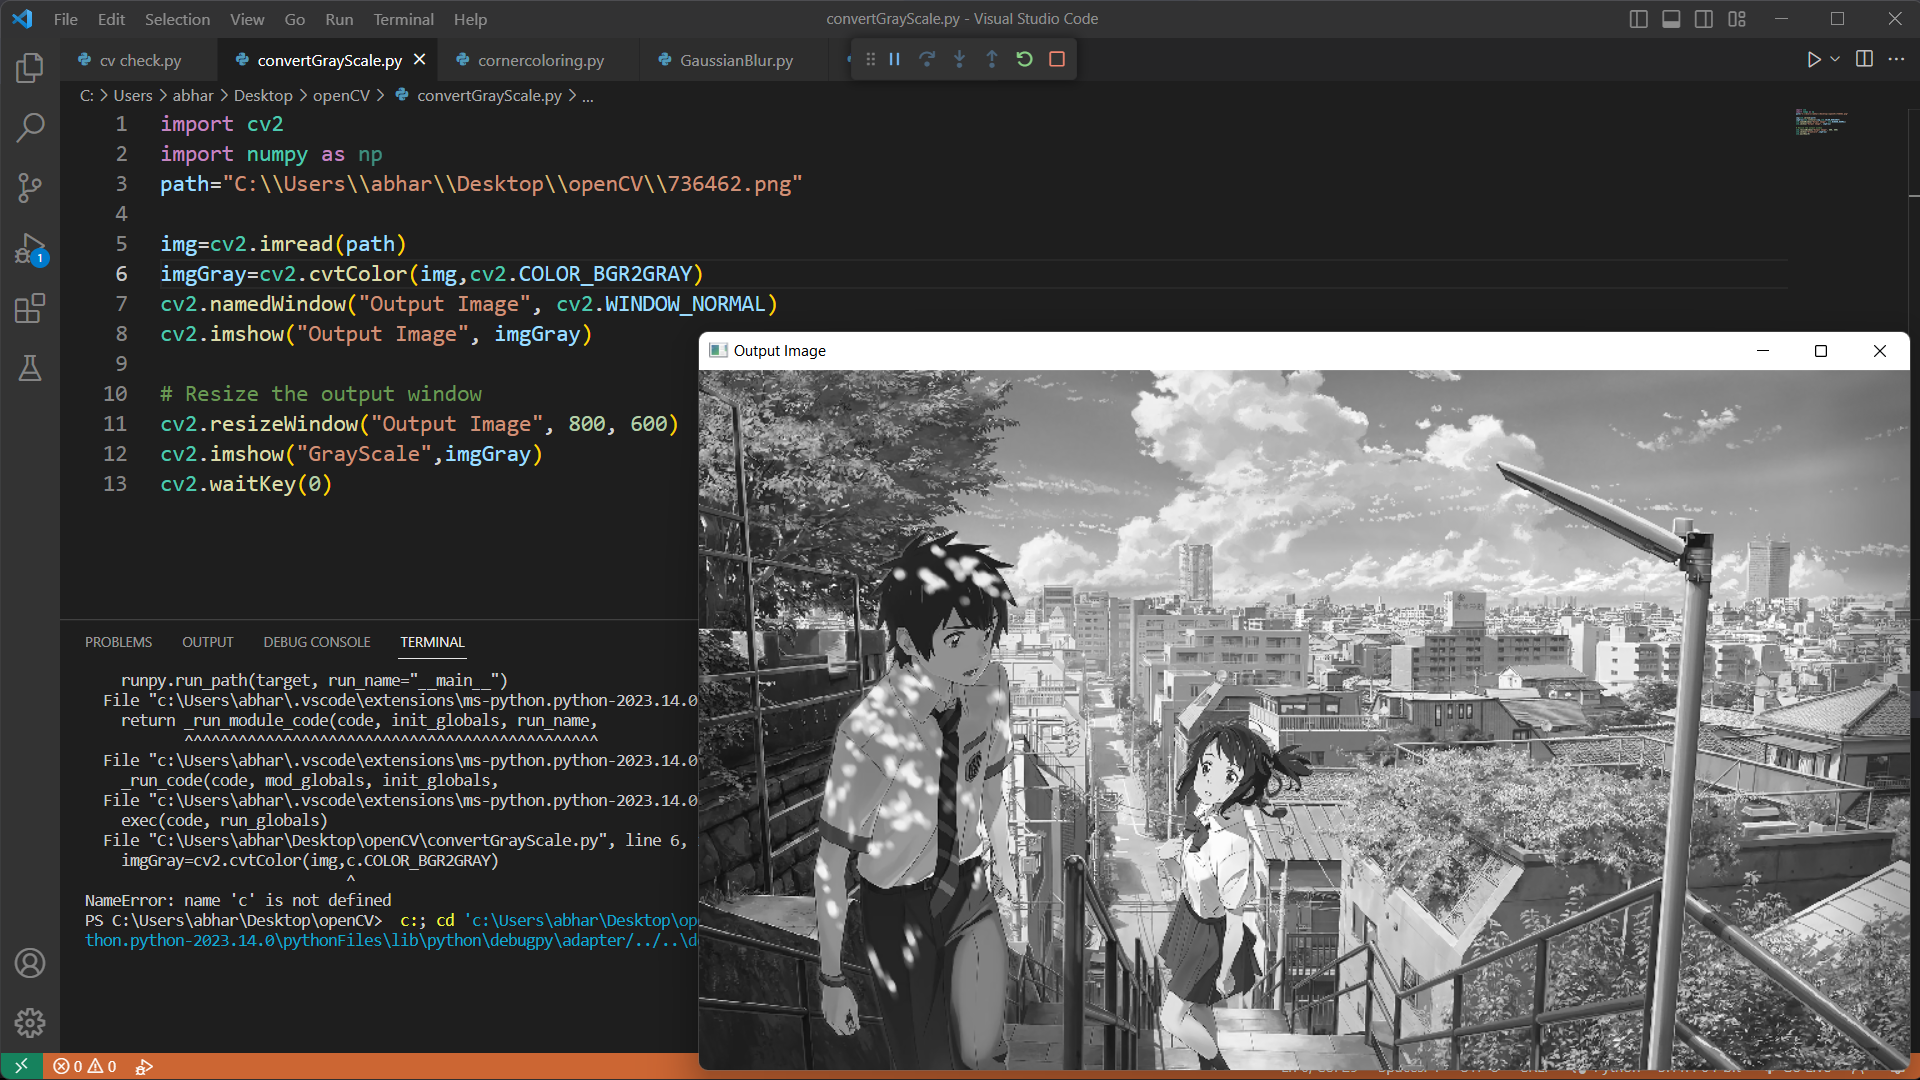 File Edit Selection View Go Run Terminal Help
convertGrayScale.py - Visual Studio Code
cv check.py
convertGrayScale.py
cornercoloring.py
GaussianBlur.py
C: > Users > abhar > Desktop > openCV > convertGrayScale.py > ...
1 import cv2
2 import numpy as np
3 path="C:\\Users\\abhar\\Desktop\\openCV\\736462.png"
4
5 img=cv2.imread(path)
6 imgGray=cv2.cvtColor(img,cv2.COLOR_BGR2GRAY)
7 cv2.namedWindow("Output Image", cv2.WINDOW_NORMAL)
8 cv2.imshow("Output Image", imgGray)
9
10 # Resize the output window
11 cv2.resizeWindow("Output Image", 800, 600)
12 cv2.imshow("GrayScale",imgGray)
13 cv2.waitKey(0)
1
Output Image
PROBLEMS OUTPUT DEBUG CONSOLE TERMINAL
runpy.run_path(target, run_name="__main__")
File "c:\Users\abhar\.vscode\extensions\ms-python.python-2023.14.0
return _run_module_code(code, init_globals, run_name,
^^^^^^^^^^^^^^^^^^^^^^^^^^^^^^^^^^^^^^^^^^^^^^
File "c:\Users\abhar\.vscode\extensions\ms-python.python-2023.14.0
_run_code(code, mod_globals, init_globals,
File "c:\Users\abhar\.vscode\extensions\ms-python.python-2023.14.0
exec(code, run_globals)
File "C:\Users\abhar\Desktop\openCV\convertGrayScale.py", line 6,
imgGray=cv2.cvtColor(img,c.COLOR_BGR2GRAY)
^
NameError: name 'c' is not defined
PS C:\Users\abhar\Desktop\openCV> c:; cd 'c:\Users\abhar\Desktop\op
thon.python-2023.14.0\pythonFiles\lib\python\debugpy\adapter/../..\d
0 0